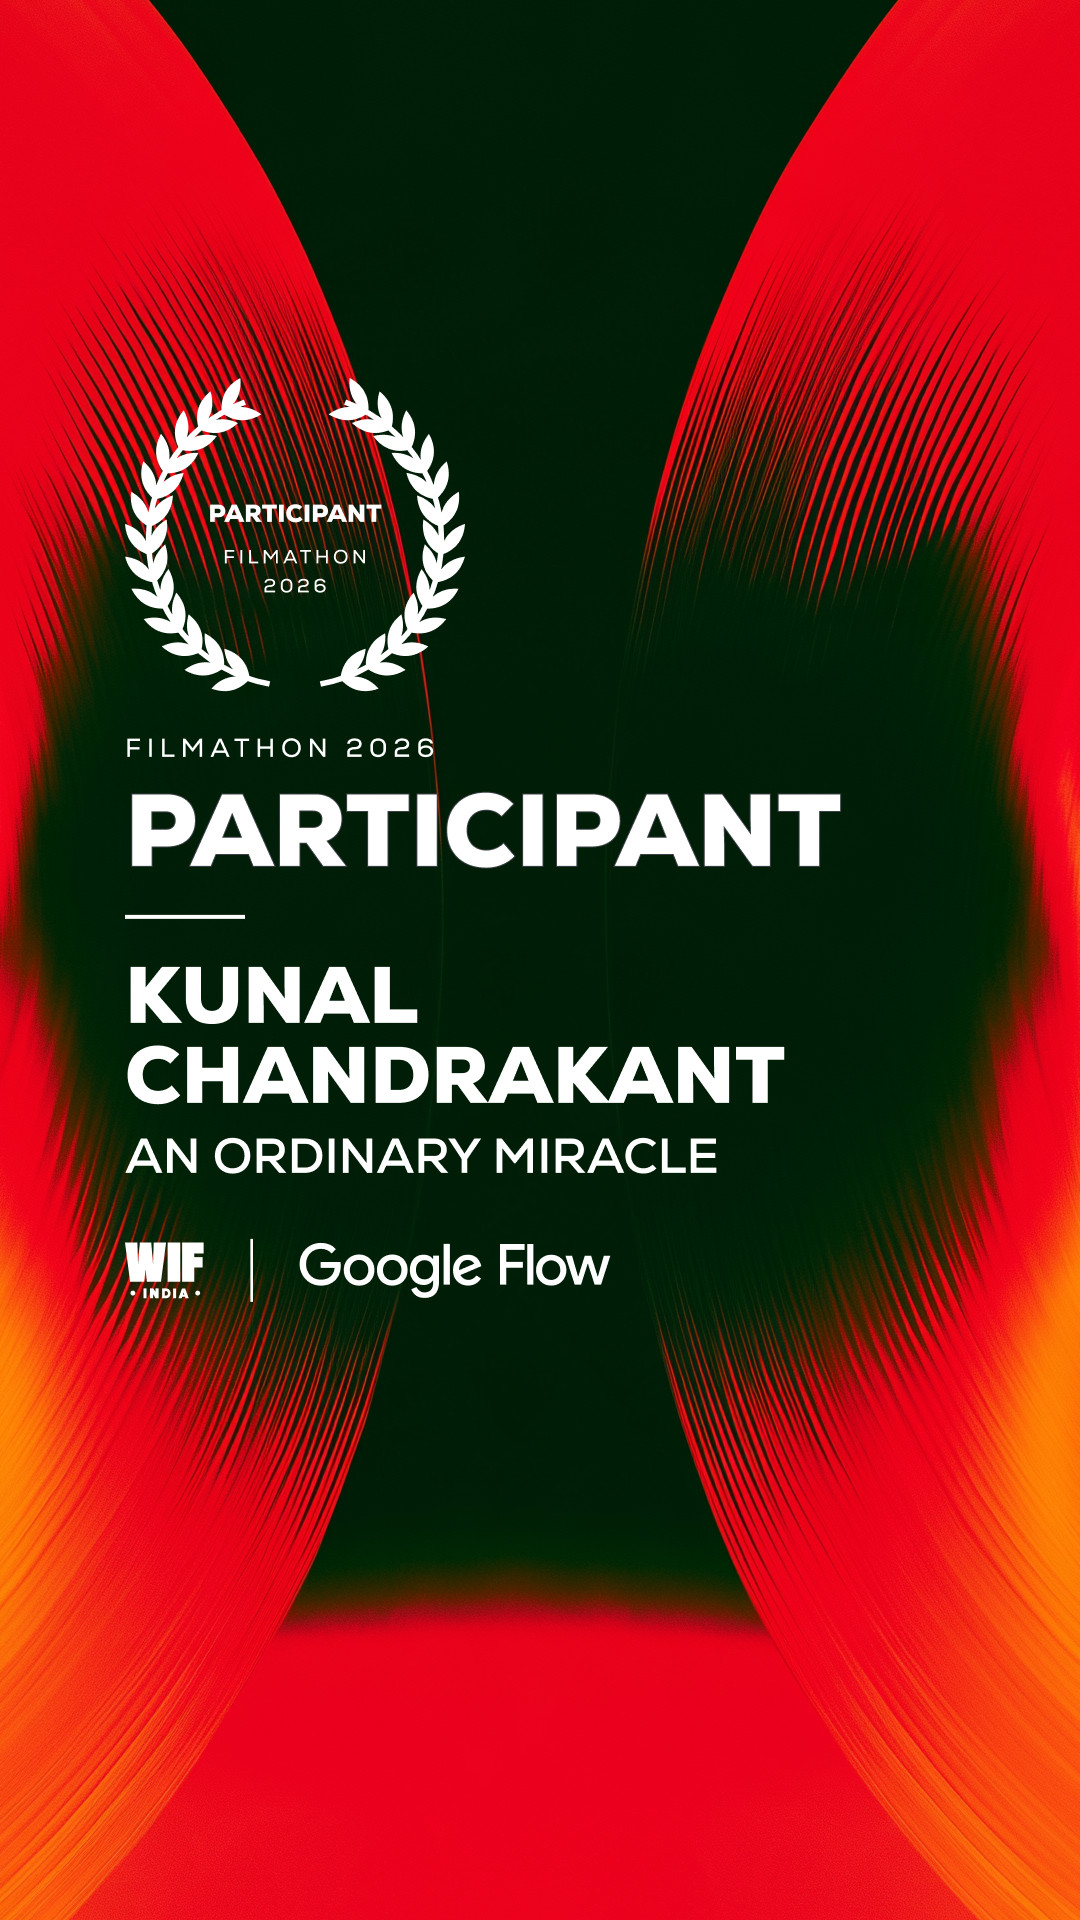 PARTICIPANT
FILMATHON
2026
FILMATHON 2026
PARTICIPANT
KUNAL
CHANDRAKANT
AN ORDINARY MIRACLE
WIF
• INDIA •
Google Flow